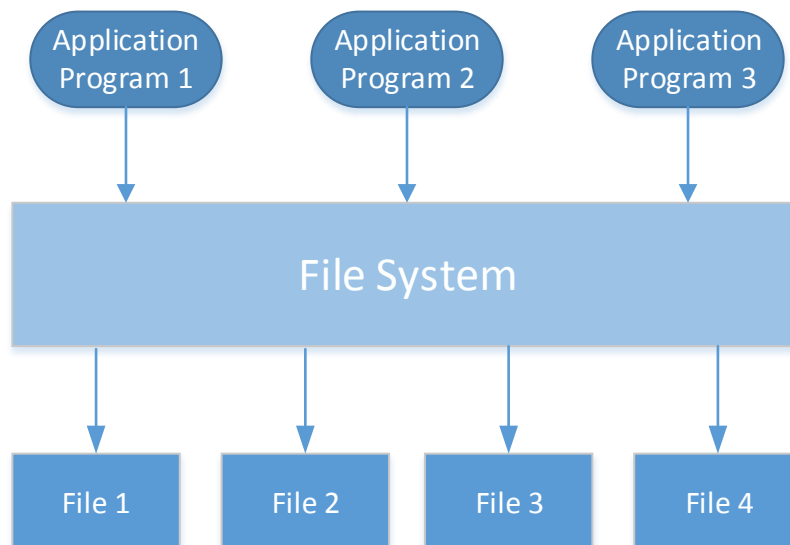 Application
Program 1
Application
Program 2
Application
Program 3
File System
File 1
File 2
File 3
File 4